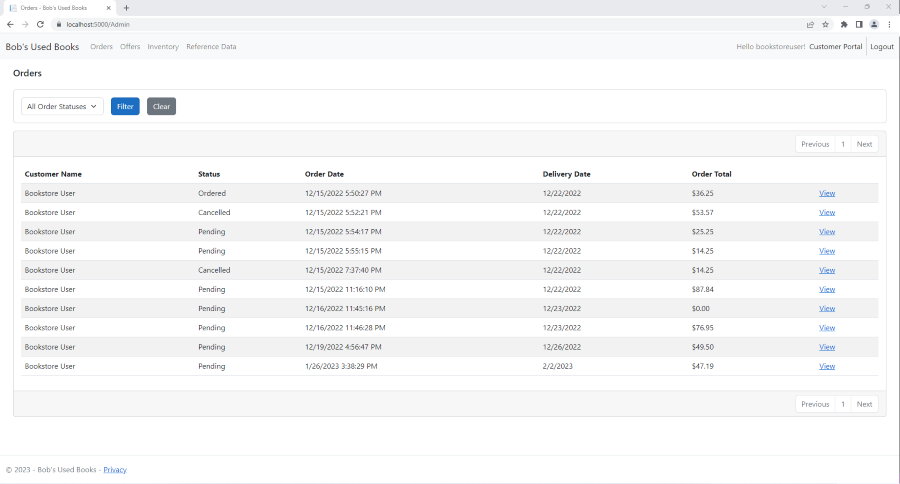 Orders - Bob's Used Books
localhost:5000/Admin
Bob's Used Books Orders Offers Inventory Reference Data Hello bookstoreuser! Customer Portal Logout
Orders
All Order Statuses Filter Clear
Previous 1 Next
Customer Name Status Order Date Delivery Date Order Total
Bookstore User Ordered 12/15/2022 5:50:27 PM 12/22/2022 $36.25 View
Bookstore User Cancelled 12/15/2022 5:52:21 PM 12/22/2022 $53.57 View
Bookstore User Pending 12/15/2022 5:54:17 PM 12/22/2022 $25.25 View
Bookstore User Pending 12/15/2022 5:55:15 PM 12/22/2022 $14.25 View
Bookstore User Cancelled 12/15/2022 7:37:40 PM 12/22/2022 $14.25 View
Bookstore User Pending 12/15/2022 11:16:10 PM 12/22/2022 $87.84 View
Bookstore User Pending 12/16/2022 11:45:16 PM 12/23/2022 $0.00 View
Bookstore User Pending 12/16/2022 11:46:28 PM 12/23/2022 $76.95 View
Bookstore User Pending 12/19/2022 4:56:47 PM 12/26/2022 $49.50 View
Bookstore User Pending 1/26/2023 3:38:29 PM 2/2/2023 $47.19 View
Previous 1 Next
© 2023 - Bob's Used Books - Privacy